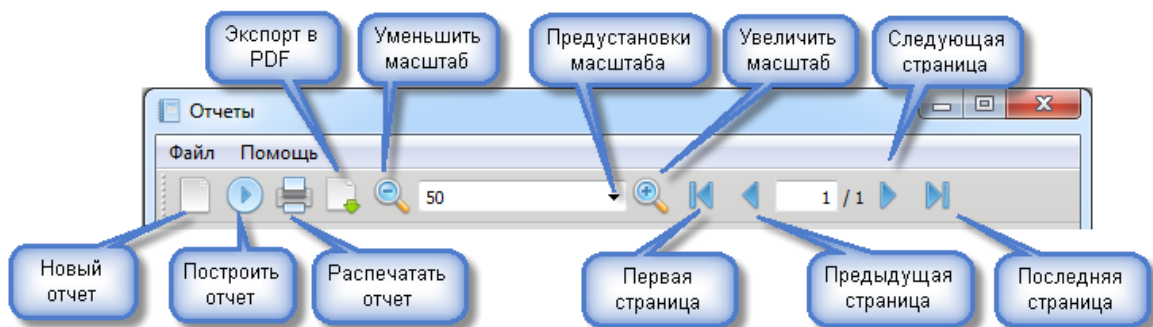 Экспорт в
PDF
Уменьшить
масштаб
Предустановки
масштаба
Увеличить
масштаб
Следующая
страница
Отчеты
Файл Помощь
50
1 / 1
Новый
отчет
Построить
отчет
Распечатать
отчет
Первая
страница
Предыдущая
страница
Последняя
страница